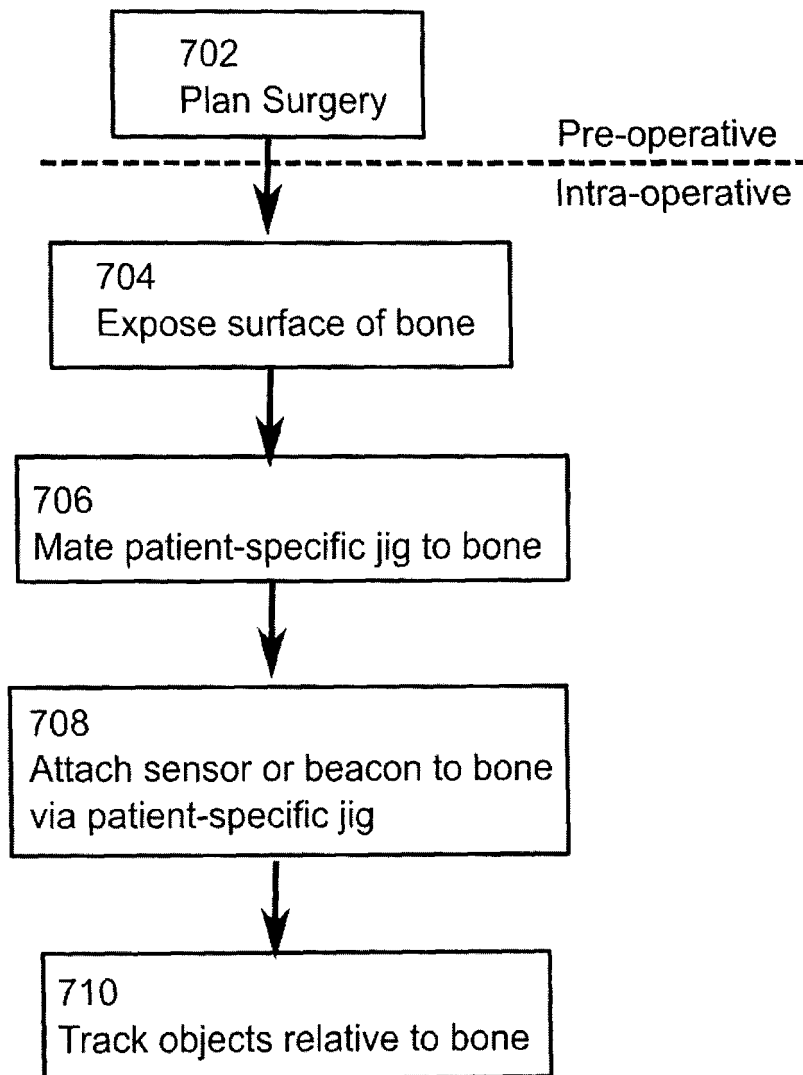 702
Plan Surgery
Pre-operative
Intra-operative
704
Expose surface of bone
706
Mate patient-specific jig to bone
708
Attach sensor or beacon to bone
via patient-specific jig
710
Track objects relative to bone